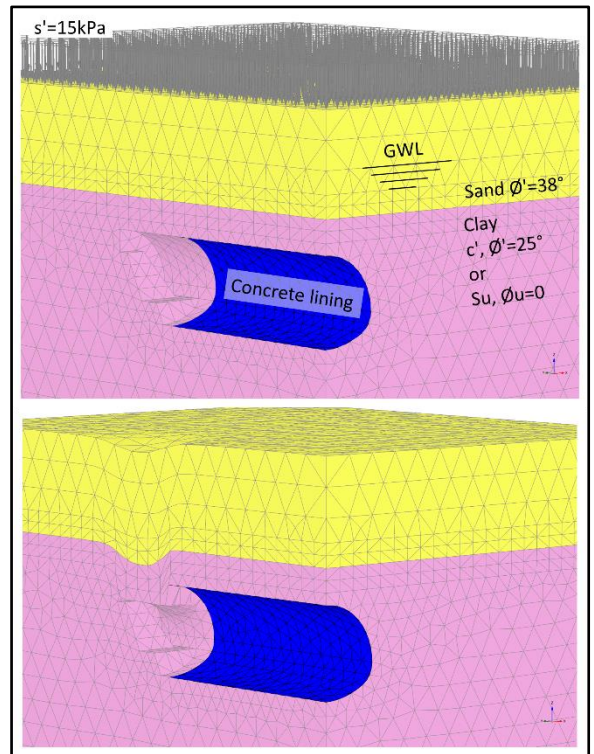 s'=15kPa
GWL
Sand Ø'=38°
Clay
c', Ø'=25°
or
Su, Øu=0
Concrete lining